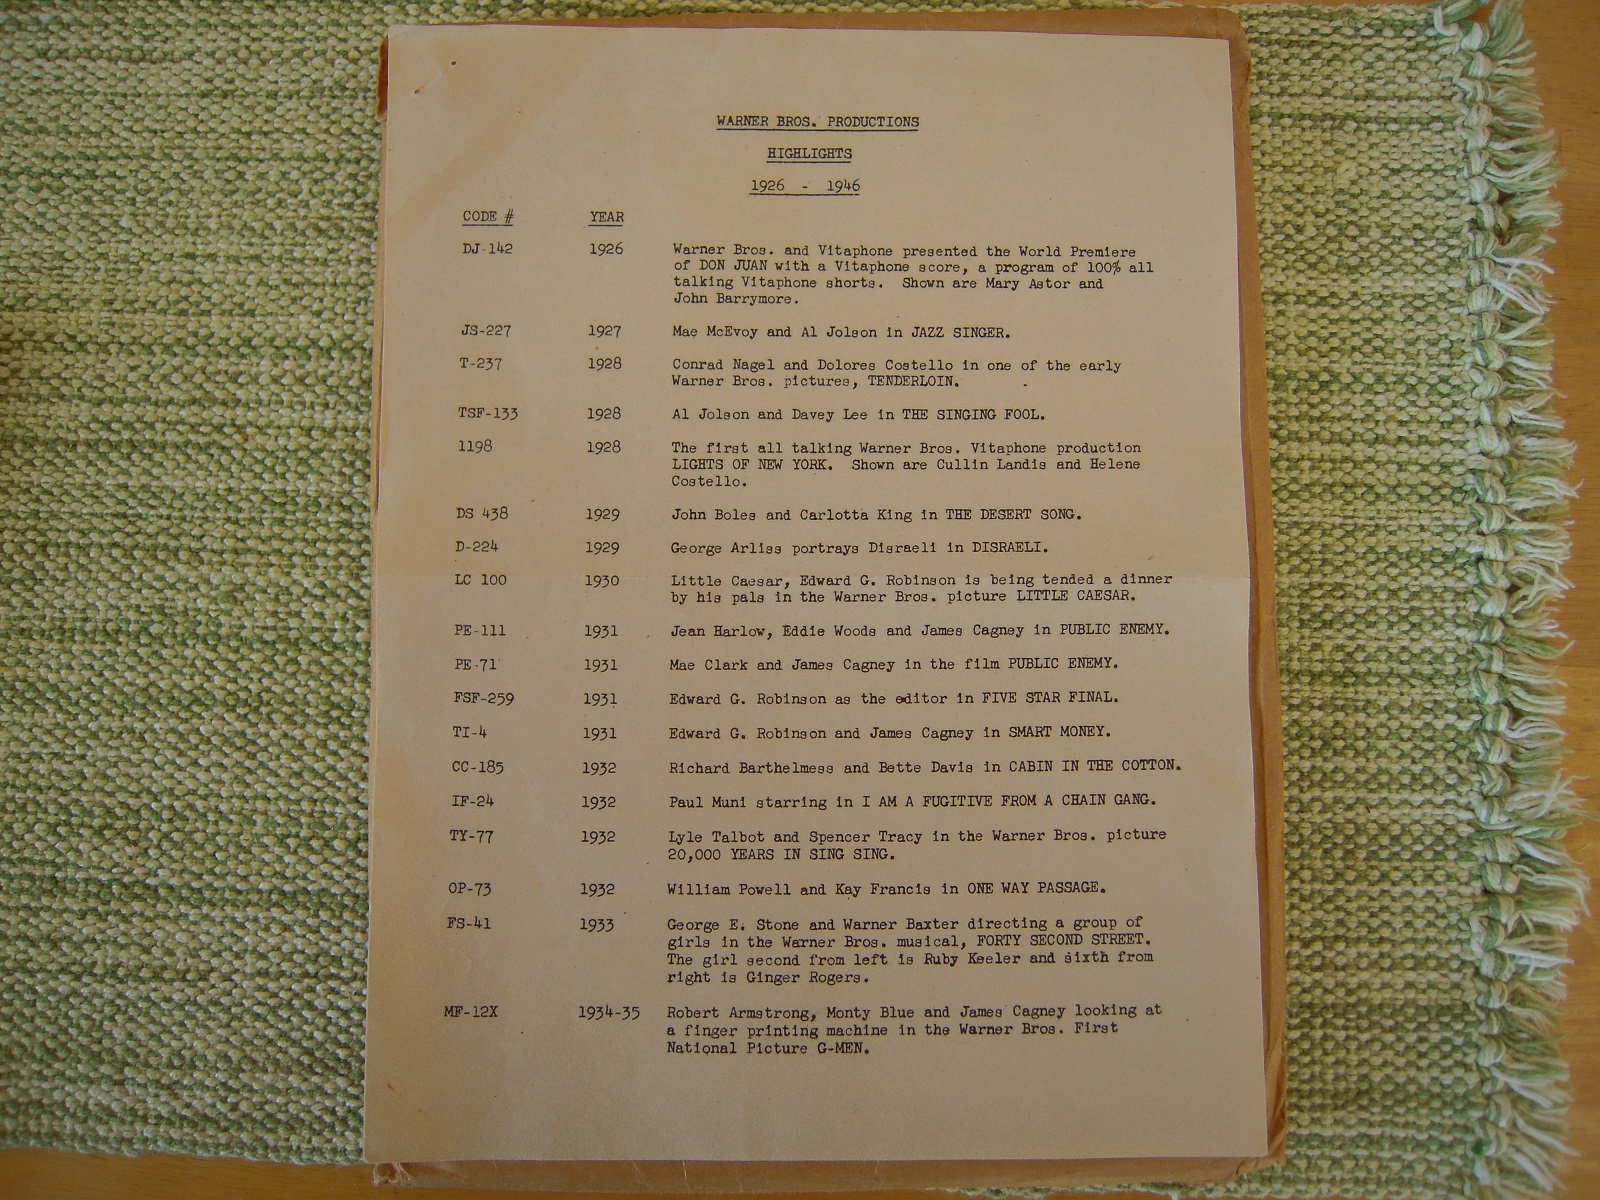 WARNER BROS. PRODUCTIONS
HIGHLIGHTS
1926 - 1946
CODE # YEAR
DJ-142 1926 Warner Bros. and Vitaphone presented the World Premiere
of DON JUAN with a Vitaphone score, a program of 100% all
talking Vitaphone shorts. Shown are Mary Astor and
John Barrymore.
JS-227 1927 Mae McEvoy and Al Jolson in JAZZ SINGER.
T-237 1928 Conrad Nagel and Dolores Costello in one of the early
Warner Bros. pictures, TENDERLOIN.
TSF-133 1928 Al Jolson and Davey Lee in THE SINGING FOOL.
1198 1928 The first all talking Warner Bros. Vitaphone production
LIGHTS OF NEW YORK. Shown are Cullin Landis and Helene
Costello.
DS 438 1929 John Boles and Carlotta King in THE DESERT SONG.
D-224 1929 George Arliss portrays Disraeli in DISRAELI.
LC 100 1930 Little Caesar, Edward G. Robinson is being tended a dinner
by his pals in the Warner Bros. picture LITTLE CAESAR.
PE-111 1931 Jean Harlow, Eddie Woods and James Cagney in PUBLIC ENEMY.
PE-71 1931 Mae Clark and James Cagney in the film PUBLIC ENEMY.
FSF-259 1931 Edward G. Robinson as the editor in FIVE STAR FINAL.
TI-4 1931 Edward G. Robinson and James Cagney in SMART MONEY.
CC-185 1932 Richard Barthelmess and Bette Davis in CABIN IN THE COTTON.
IF-24 1932 Paul Muni starring in I AM A FUGITIVE FROM A CHAIN GANG.
TY-77 1932 Lyle Talbot and Spencer Tracy in the Warner Bros. picture
20,000 YEARS IN SING SING.
OP-73 1932 William Powell and Kay Francis in ONE WAY PASSAGE.
FS-41 1933 George E. Stone and Warner Baxter directing a group of
girls in the Warner Bros. musical, FORTY SECOND STREET.
The girl second from left is Ruby Keeler and sixth from
right is Ginger Rogers.
MF-12X 1934-35 Robert Armstrong, Monty Blue and James Cagney looking at
a finger printing machine in the Warner Bros. First
National Picture G-MEN.